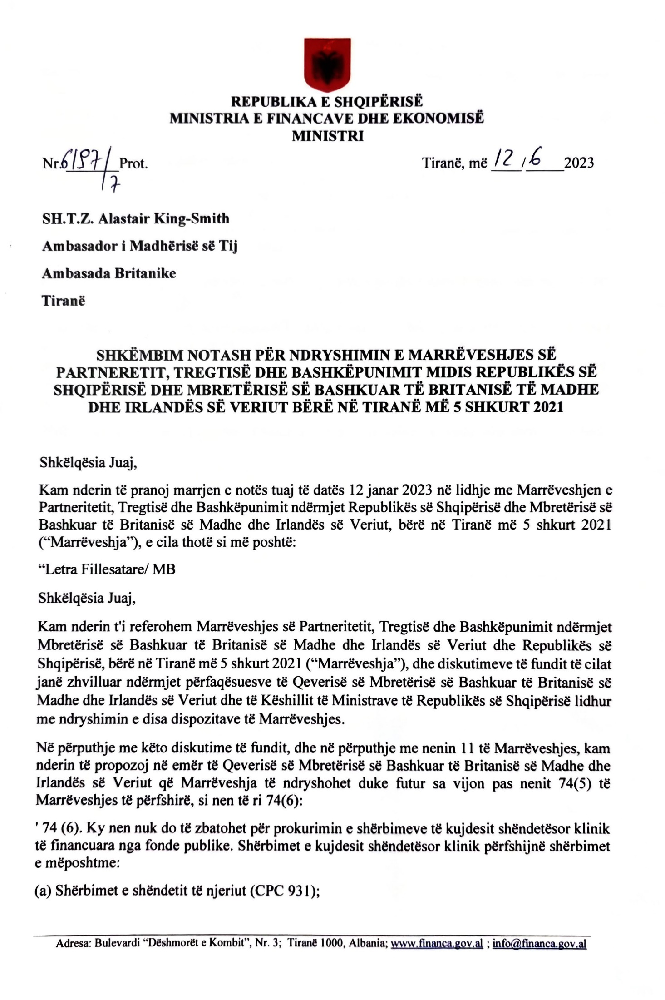 REPUBLIKA E SHQIPËRISË
MINISTRIA E FINANCAVE DHE EKONOMISË
MINISTRI
Nr.6197/7 Prot.
Tiranë, më 12/6 2023
SH.T.Z. Alastair King-Smith
Ambasador i Madhërisë së Tij
Ambasada Britanike
Tiranë
SHKËMBIM NOTASH PËR NDRYSHIMIN E MARRËVESHJES SË
PARTNERETIT, TREGTISË DHE BASHKËPUNIMIT MIDIS REPUBLIKËS SË
SHQIPËRISË DHE MBRETËRISË SË BASHKUAR TË BRITANISË TË MADHE
DHE IRLANDËS SË VERIUT BËRË NË TIRANË MË 5 SHKURT 2021
Shkëlqësia Juaj,
Kam nderin të pranoj marrjen e notës tuaj të datës 12 janar 2023 në lidhje me Marrëveshjen e
Partneritetit, Tregtisë dhe Bashkëpunimit ndërmjet Republikës së Shqipërisë dhe Mbretërisë së
Bashkuar të Britanisë së Madhe dhe Irlandës së Veriut, bërë në Tiranë më 5 shkurt 2021
(“Marrëveshja”), e cila thotë si më poshtë:
“Letra Fillesatare/ MB
Shkëlqësia Juaj,
Kam nderin t'i referohem Marrëveshjes së Partneritetit, Tregtisë dhe Bashkëpunimit ndërmjet
Mbretërisë së Bashkuar të Britanisë së Madhe dhe Irlandës së Veriut dhe Republikës së
Shqipërisë, bërë në Tiranë më 5 shkurt 2021 (“Marrëveshja”), dhe diskutimeve të fundit të cilat
janë zhvilluar ndërmjet përfaqësuesve të Qeverisë së Mbretërisë së Bashkuar të Britanisë së
Madhe dhe Irlandës së Veriut dhe të Këshillit të Ministrave të Republikës së Shqipërisë lidhur
me ndryshimin e disa dispozitave të Marrëveshjes.
Në përputhje me këto diskutime të fundit, dhe në përputhje me nenin 11 të Marrëveshjes, kam
nderin të propozoj në emër të Qeverisë së Mbretërisë së Bashkuar të Britanisë së Madhe dhe
Irlandës së Veriut që Marrëveshja të ndryshohet duke futur sa vijon pas nenit 74(5) të
Marrëveshjes të përfshirë, si nen të ri 74(6):
' 74 (6). Ky nen nuk do të zbatohet për prokurimin e shërbimeve të kujdesit shëndetësor klinik
të financuara nga fonde publike. Shërbimet e kujdesit shëndetësor klinik përfshijnë shërbimet
e mëposhtme:
(a) Shërbimet e shëndetit të njeriut (CPC 931);
Adresa: Bulevardi “Dëshmorët e Kombit”, Nr. 3; Tiranë 1000, Albania; www.financa.gov.al ; info@financa.gov.al